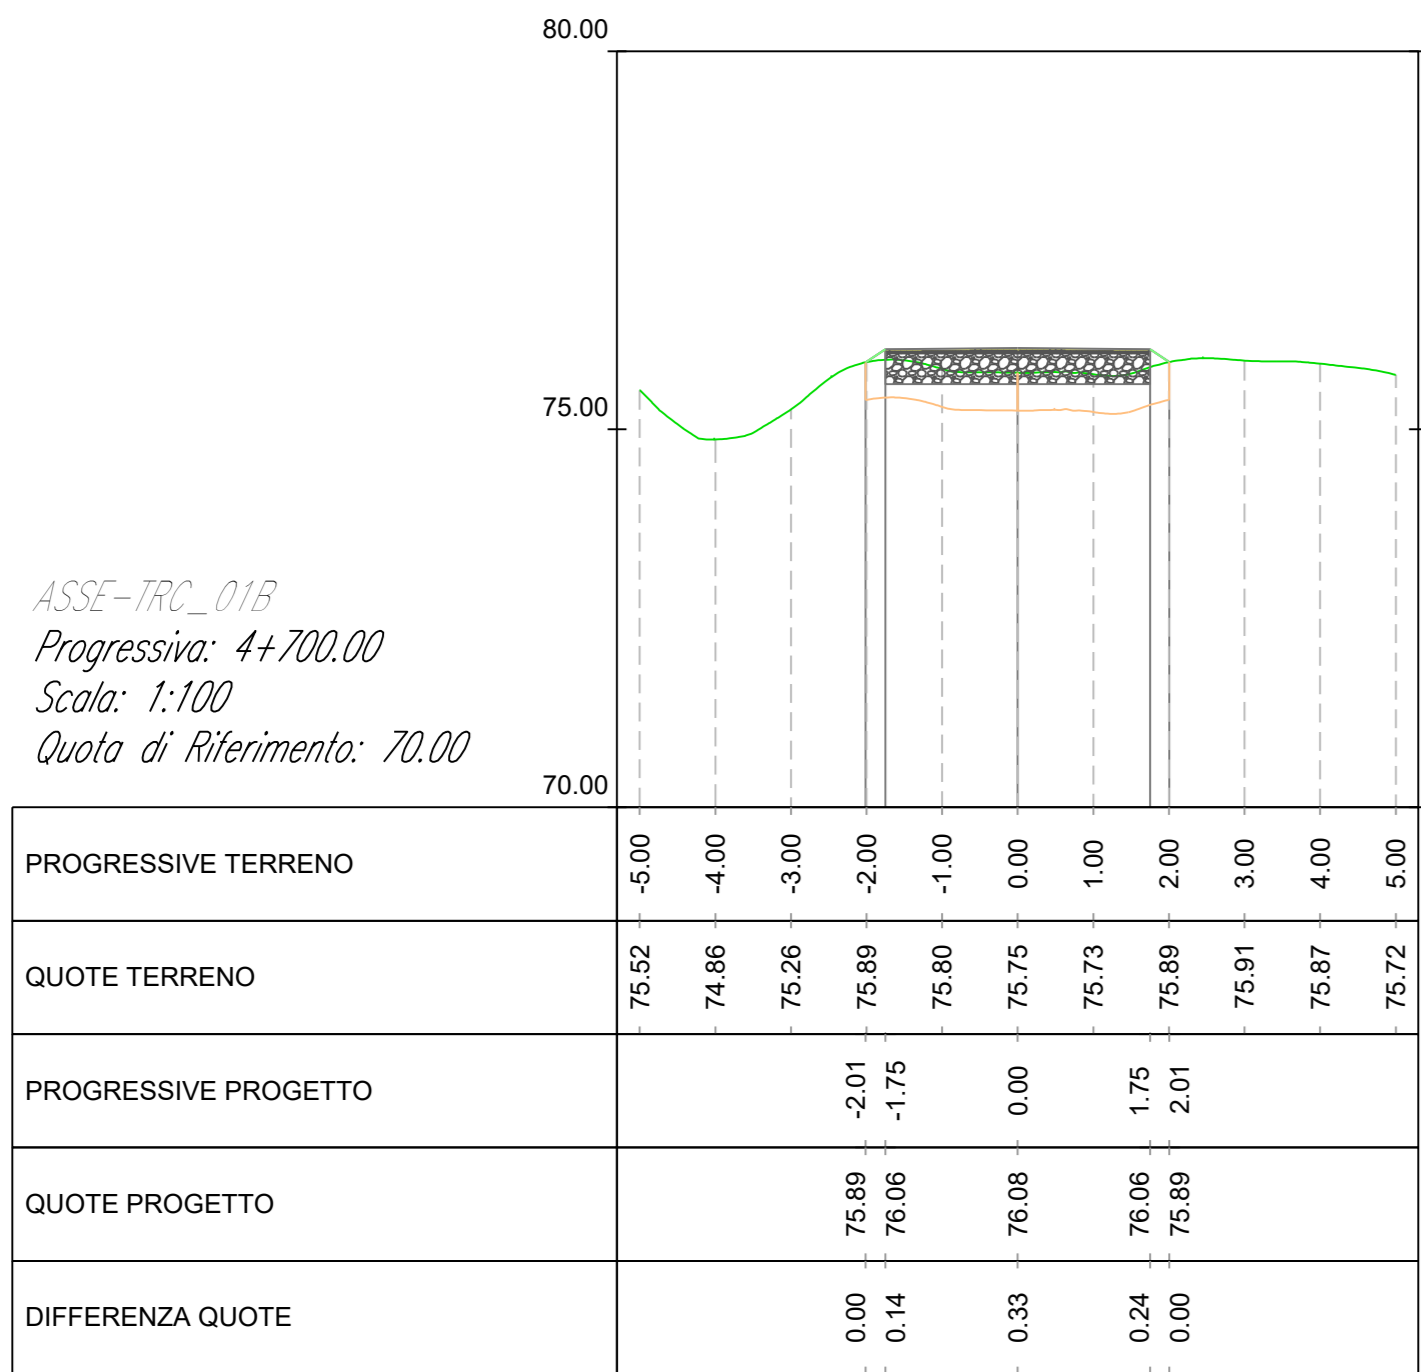 80.00
75.00
ASSE-TRC_01B
Progressiva: 4+700.00
Scala: 1:100
Quota di Riferimento: 70.00
70.00
PROGRESSIVE TERRENO -5.00 -4.00 -3.00 -2.00 -1.00 0.00 1.00 2.00 3.00 4.00 5.00
QUOTE TERRENO 75.52 74.86 75.26 75.89 75.80 75.75 75.73 75.89 75.91 75.87 75.72
PROGRESSIVE PROGETTO -2.01 -1.75 0.00 1.75 2.01
QUOTE PROGETTO 75.89 76.06 76.08 76.06 75.89
DIFFERENZA QUOTE 0.00 0.14 0.33 0.24 0.00